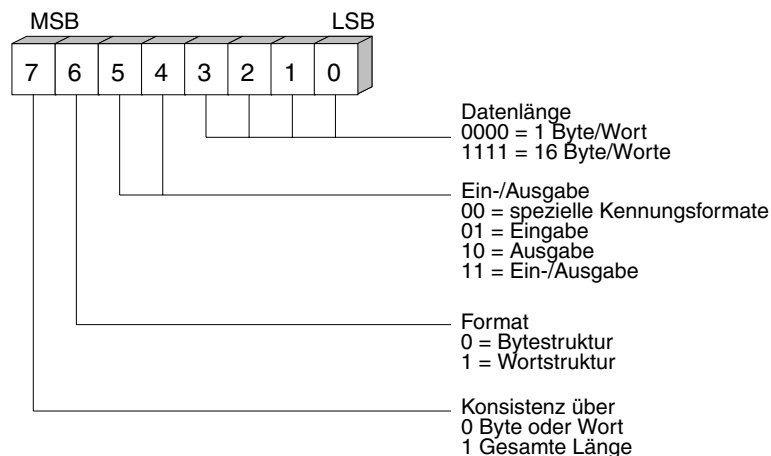 MSB LSB
7 6 5 4 3 2 1 0
Datenlänge
0000 = 1 Byte/Wort
1111 = 16 Byte/Worte
Ein-/Ausgabe
00 = spezielle Kennungsformate
01 = Eingabe
10 = Ausgabe
11 = Ein-/Ausgabe
Format
0 = Bytestruktur
1 = Wortstruktur
Konsistenz über
0 Byte oder Wort
1 Gesamte Länge